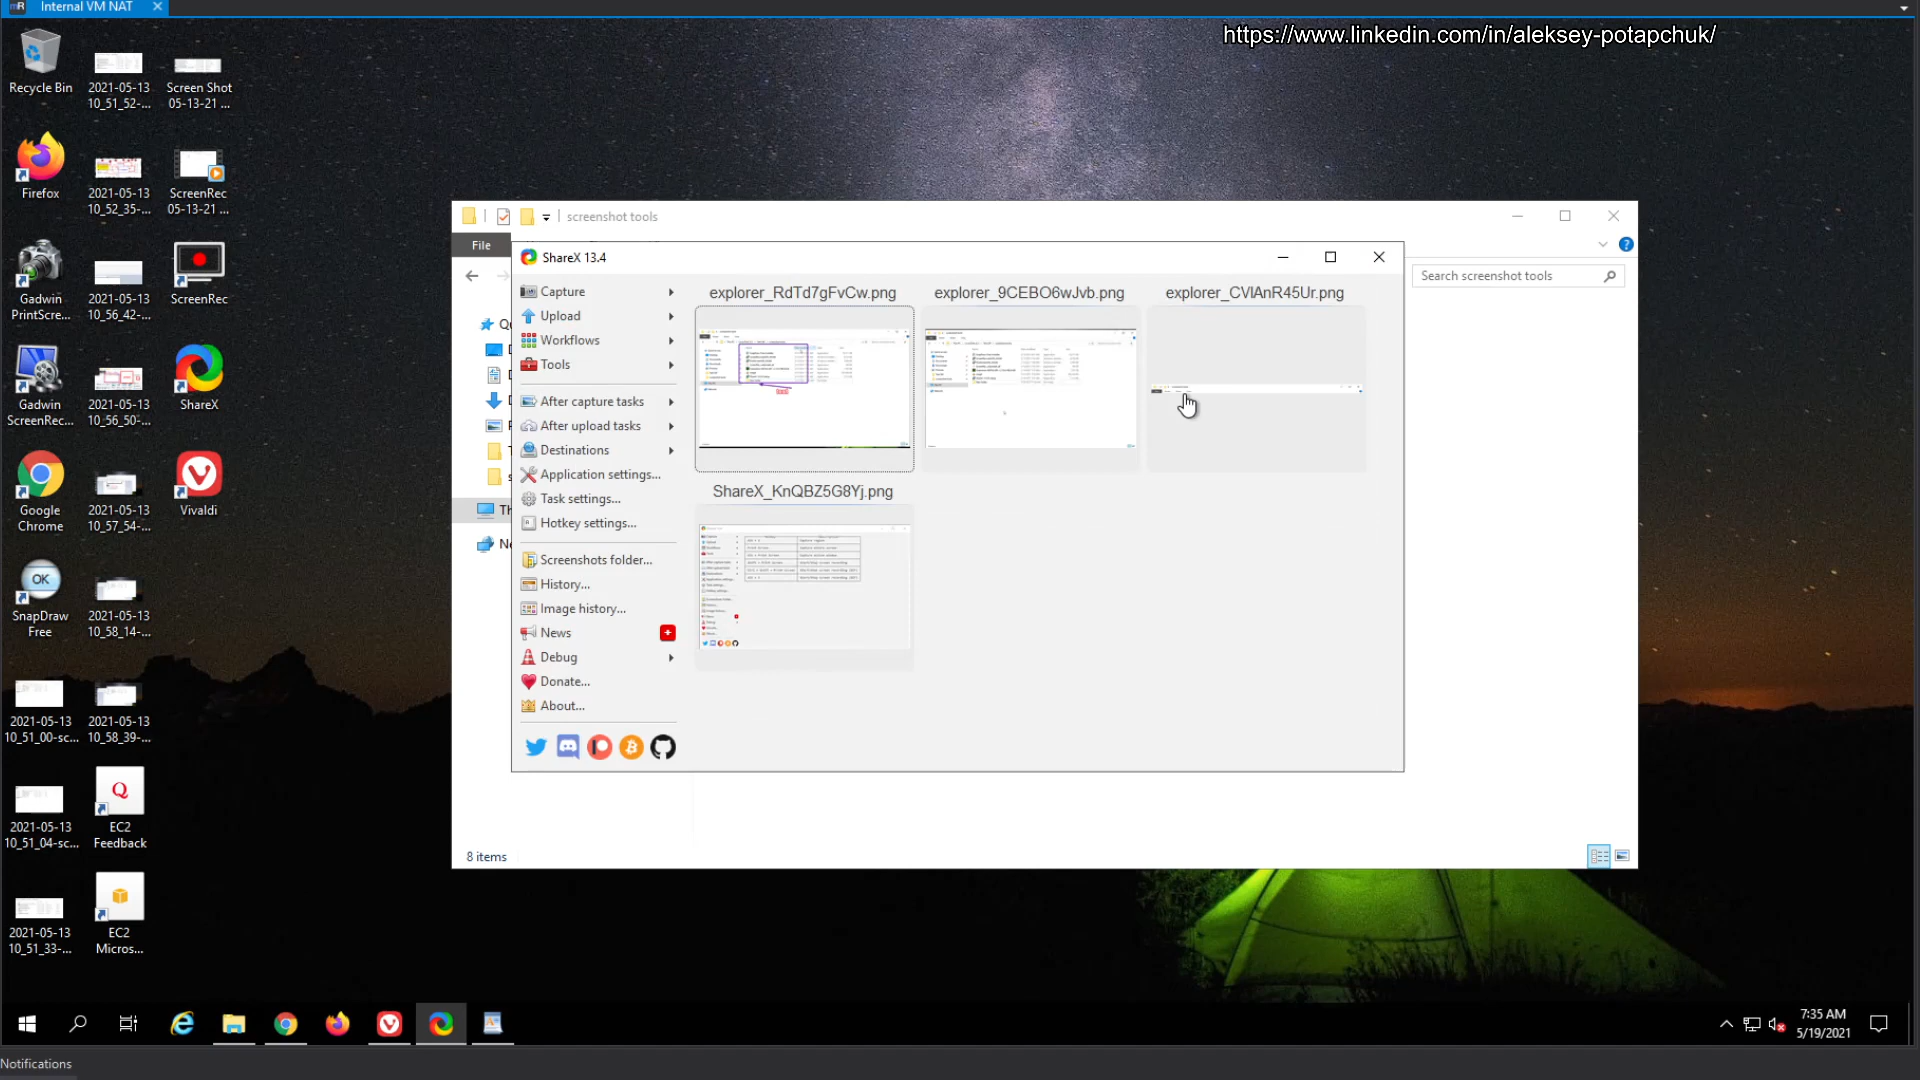 Internal VM NAT
https://www.linkedin.com/in/aleksey-potapchuk/
Recycle Bin
2021-05-13
10_51_52-...
Screen Shot
05-13-21 ...
Firefox
2021-05-13
10_52_35-...
ScreenRec
05-13-21 ...
Gadwin
PrintScre...
2021-05-13
10_56_42-...
ScreenRec
Gadwin
ScreenRec...
2021-05-13
10_56_50-...
ShareX
Google
Chrome
2021-05-13
10_57_54-...
Vivaldi
OK
SnapDraw
Free
2021-05-13
10_58_14-...
2021-05-13
10_51_00-sc...
2021-05-13
10_58_39-...
2021-05-13
10_51_04-sc...
Q
EC2
Feedback
2021-05-13
10_51_33-...
EC2
Micros...
screenshot tools
File
Search screenshot tools
8 items
ShareX 13.4
Capture
Upload
Workflows
Tools
After capture tasks
After upload tasks
Destinations
Application settings...
Task settings...
Hotkey settings...
Screenshots folder...
History...
Image history...
News
Debug
Donate...
About...
explorer_RdTd7gFvCw.png
explorer_9CEBO6wJvb.png
explorer_CVlAnR45Ur.png
ShareX_KnQBZ5G8Yj.png
7:35 AM
5/19/2021
Notifications